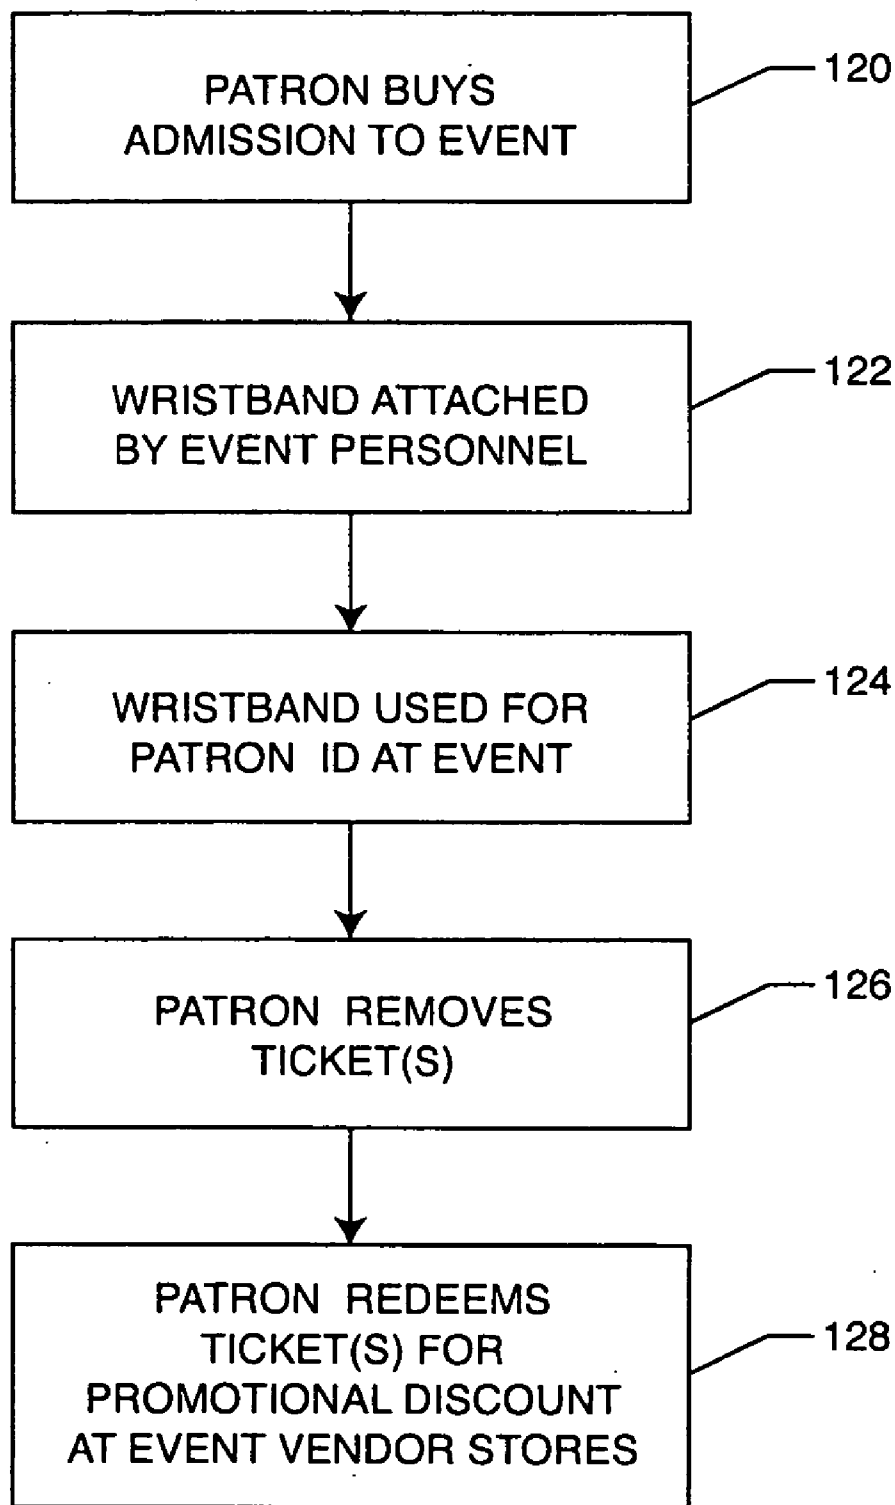 PATRON BUYS
ADMISSION TO EVENT
120
WRISTBAND ATTACHED
BY EVENT PERSONNEL
122
WRISTBAND USED FOR
PATRON ID AT EVENT
124
PATRON REMOVES
TICKET(S)
126
PATRON REDEEMS
TICKET(S) FOR
PROMOTIONAL DISCOUNT
AT EVENT VENDOR STORES
128